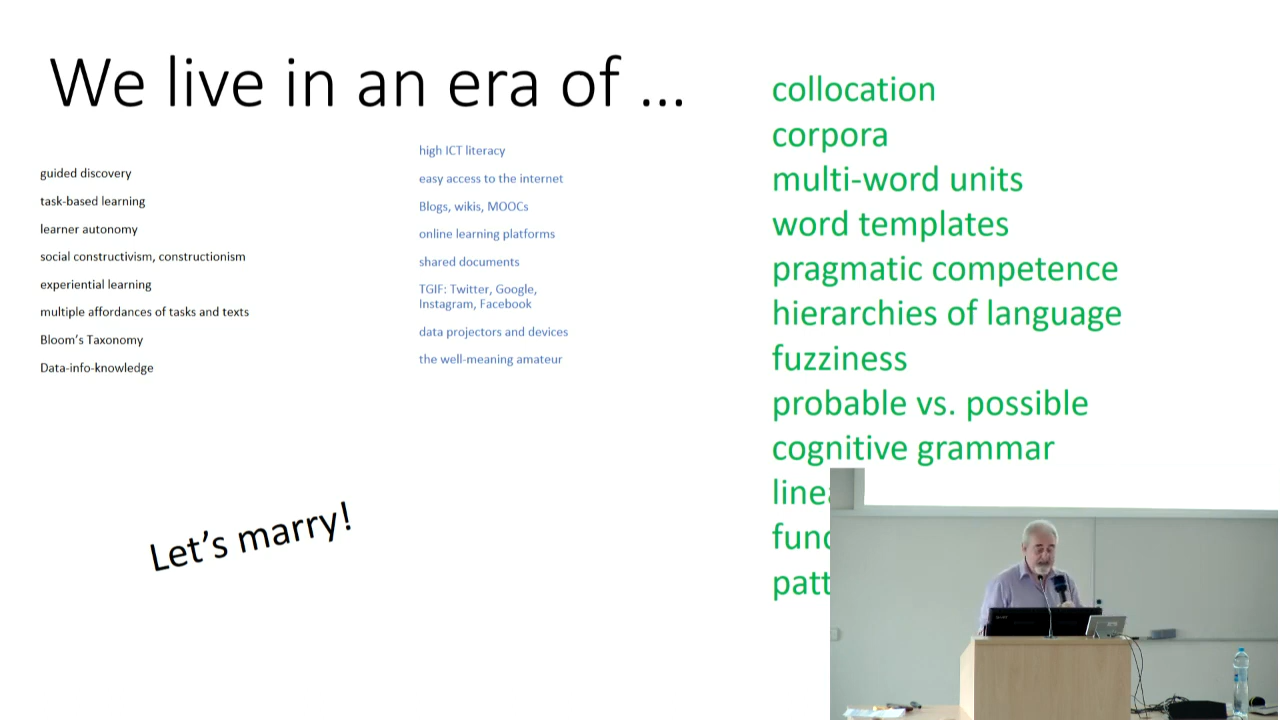 We live in an era of ...
guided discovery
task-based learning
learner autonomy
social constructivism, constructionism
experiential learning
multiple affordances of tasks and texts
Bloom's Taxonomy
Data-info-knowledge
high ICT literacy
easy access to the internet
Blogs, wikis, MOOCs
online learning platforms
shared documents
TGIF: Twitter, Google,
Instagram, Facebook
data projectors and devices
the well-meaning amateur
collocation
corpora
multi-word units
word templates
pragmatic competence
hierarchies of language
fuzziness
probable vs. possible
cognitive grammar
Let's marry!